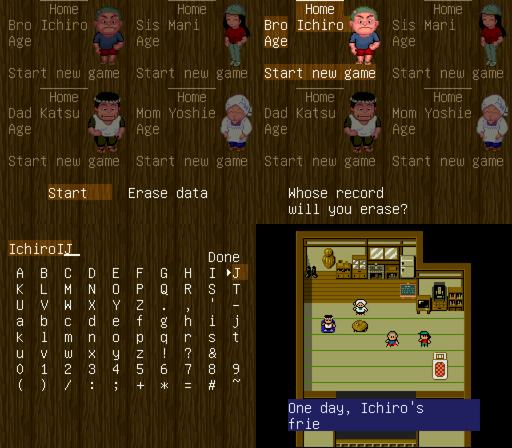 Home
Bro Ichiro
Age
Start new game
Home
Sis Mari
Age
Start new game
Home
Dad Katsu
Age
Start new game
Home
Mom Yoshie
Age
Start new game
Start Erase data
Home
Bro Ichiro
Age
Start new game
Home
Sis Mari
Age
Start new game
Home
Dad Katsu
Age
Start new game
Home
Mom Yoshie
Age
Start new game
Whose record
will you erase?
IchiroIJ
Done
A B C D E F G H I J
K L M N O P Q R S T
U V W X Y Z . , ' -
a b c d e f g h i j
k l m n o p q r s t
u v w x y z ! ? &
0 1 2 3 4 5 6 7 8 9
( ) / : ; + * = # ~
One day, Ichiro's
frie